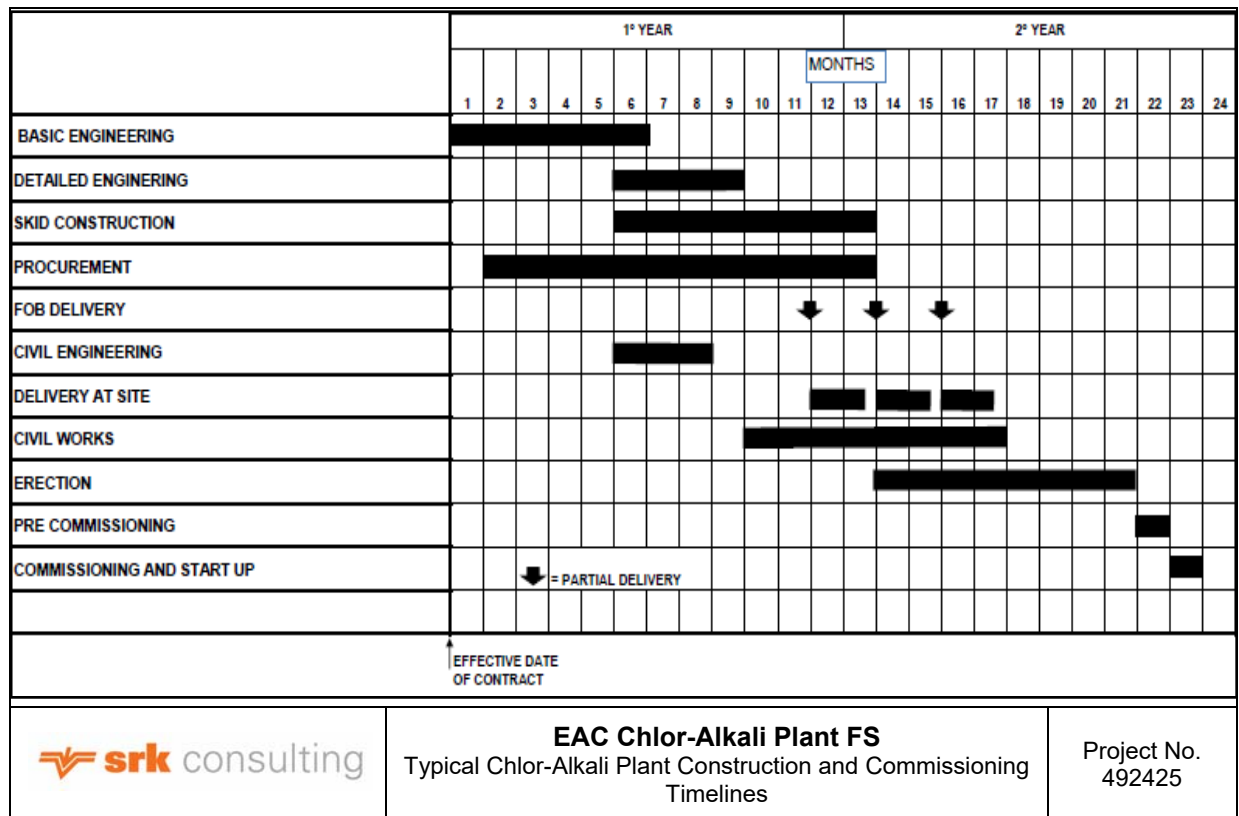 1º YEAR 2º YEAR
MONTHS
1 2 3 4 5 6 7 8 9 10 11 12 13 14 15 16 17 18 19 20 21 22 23 24
BASIC ENGINEERING
DETAILED ENGINERING
SKID CONSTRUCTION
PROCUREMENT
FOB DELIVERY
CIVIL ENGINEERING
DELIVERY AT SITE
CIVIL WORKS
ERECTION
PRE COMMISSIONING
COMMISSIONING AND START UP
= PARTIAL DELIVERY
EFFECTIVE DATE
OF CONTRACT
srk consulting
EAC Chlor-Alkali Plant FS
Typical Chlor-Alkali Plant Construction and Commissioning
Timelines
Project No.
492425